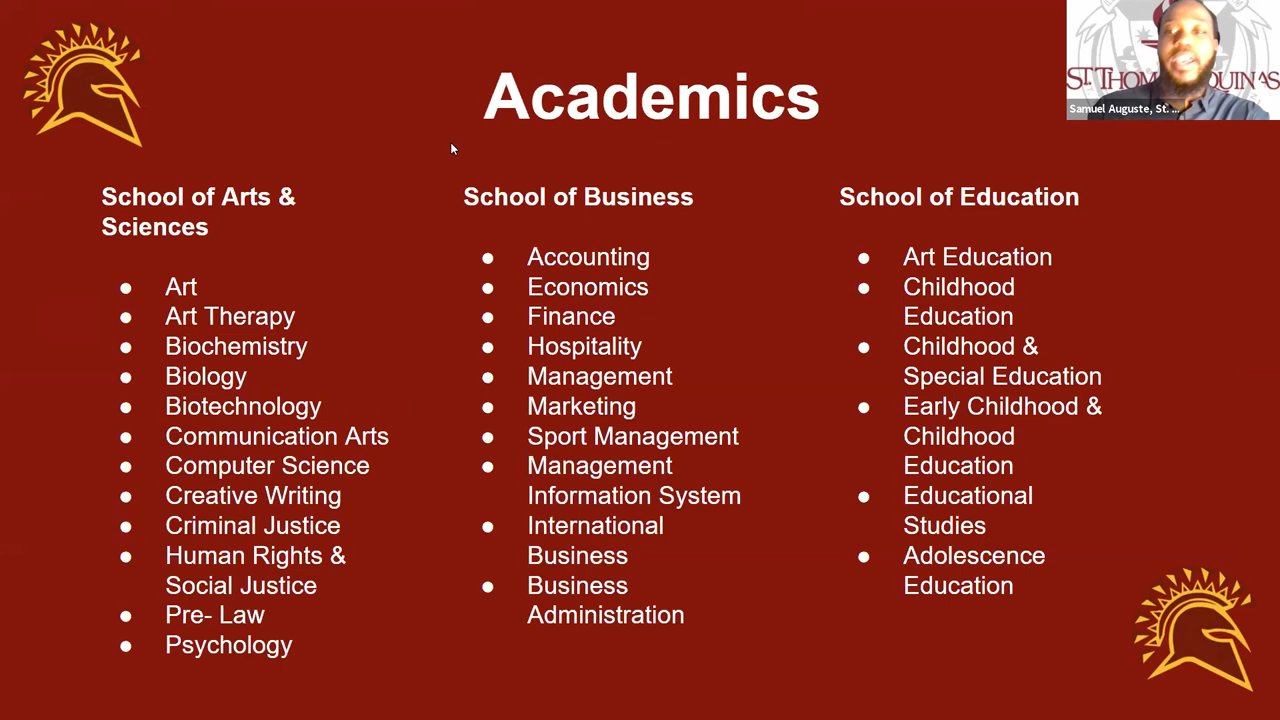 Academics
ST. THOM
QUINAS
Samuel Auguste, St. ...
School of Arts &
Sciences
● Art
● Art Therapy
● Biochemistry
● Biology
● Biotechnology
● Communication Arts
● Computer Science
● Creative Writing
● Criminal Justice
● Human Rights &
Social Justice
● Pre- Law
● Psychology
School of Business
● Accounting
● Economics
● Finance
● Hospitality
● Management
● Marketing
● Sport Management
● Management
Information System
● International
Business
● Business
Administration
School of Education
● Art Education
● Childhood
Education
● Childhood &
Special Education
● Early Childhood &
Childhood
Education
● Educational
Studies
● Adolescence
Education